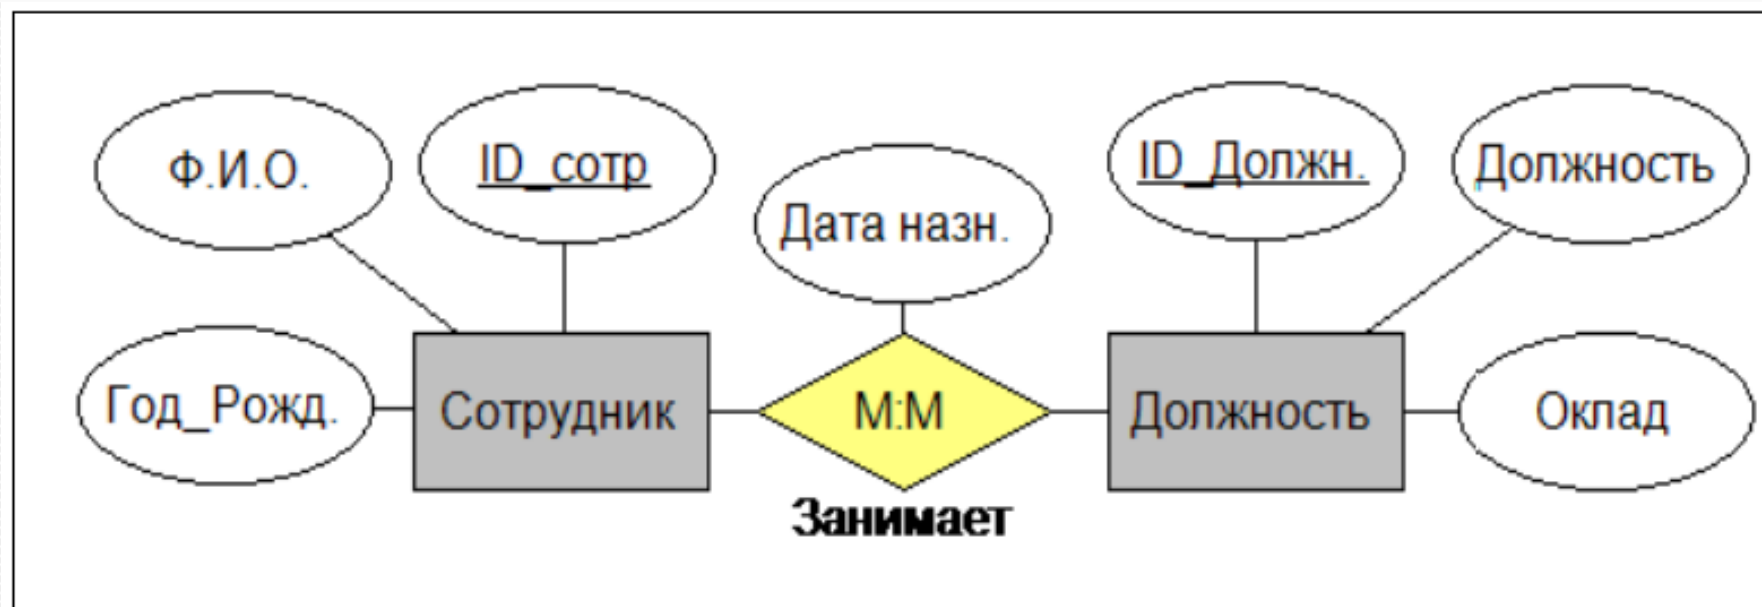 Ф.И.О.
ID_сотр
Дата назн.
ID_Должн.
Должность
Год_Рожд.
Сотрудник
М:М
Должность
Оклад
Занимает